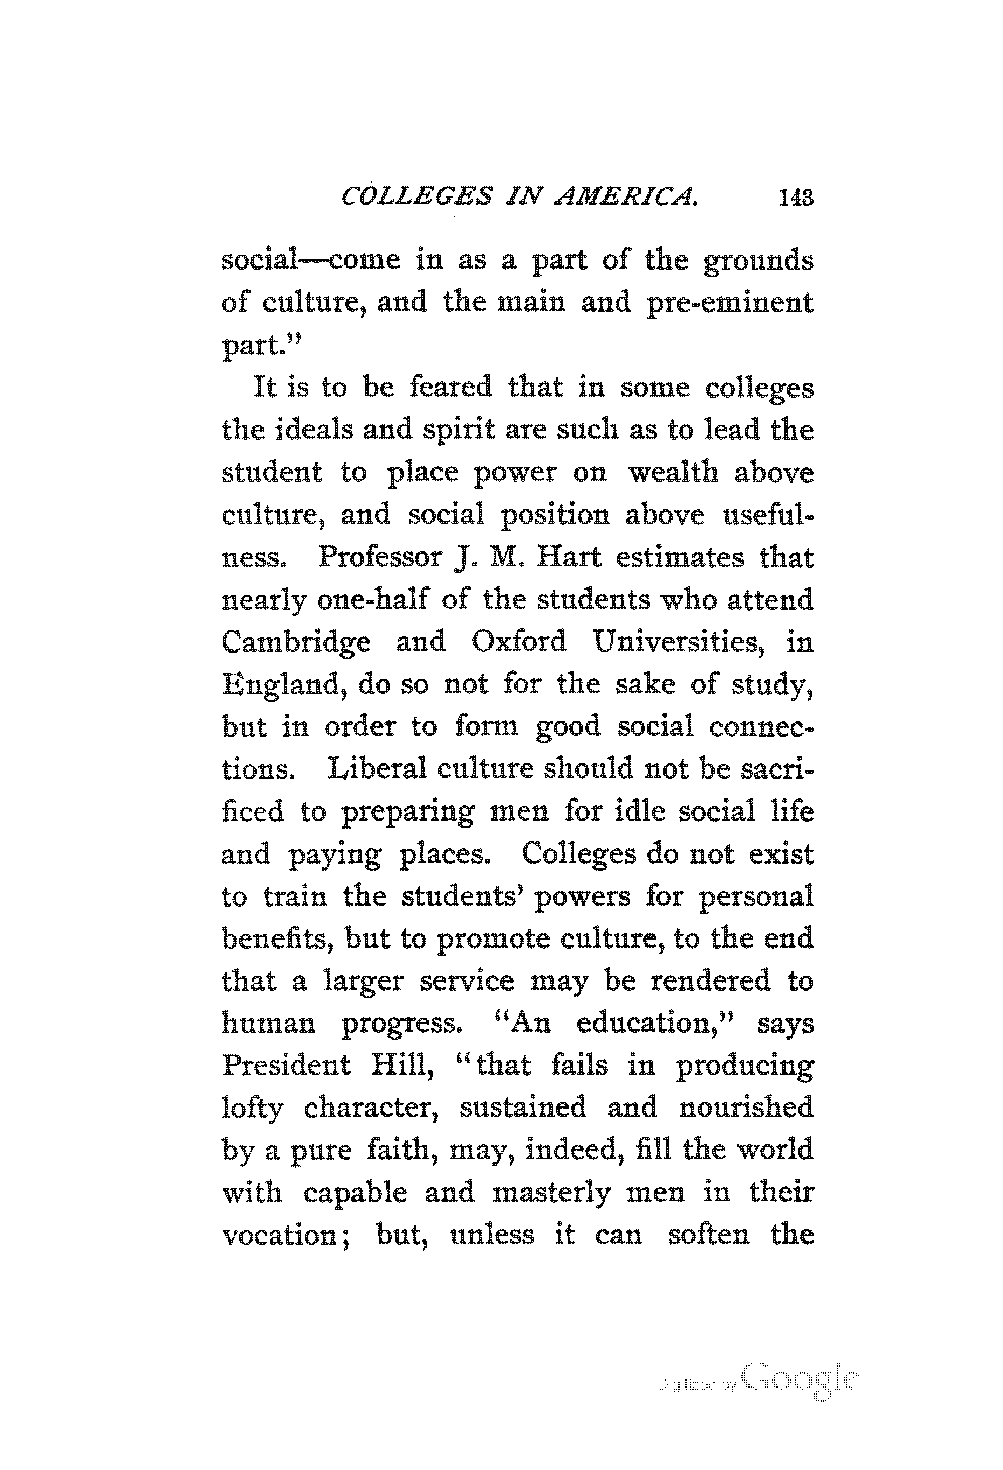 COLLEGES IN AMERICA. 143
social—come in as a part of the grounds
of culture, and the main and pre-eminent
part."
It is to be feared that in some colleges
the ideals and spirit are such as to lead the
student to place power on wealth above
culture, and social position above useful-
ness. Professor J. M. Hart estimates that
nearly one-half of the students who attend
Cambridge and Oxford Universities, in
England, do so not for the sake of study,
but in order to form good social connec-
tions. Liberal culture should not be sacri-
ficed to preparing men for idle social life
and paying places. Colleges do not exist
to train the students' powers for personal
benefits, but to promote culture, to the end
that a larger service may be rendered to
human progress. "An education," says
President Hill, "that fails in producing
lofty character, sustained and nourished
by a pure faith, may, indeed, fill the world
with capable and masterly men in their
vocation; but, unless it can soften the
Digitized by Google